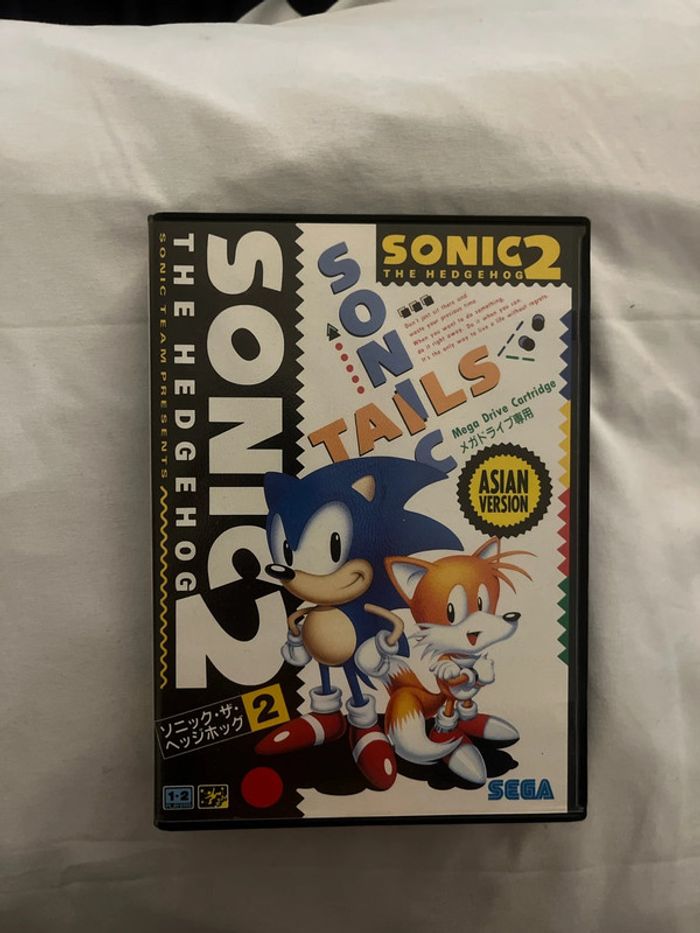 SONIC TEAM PRESENTS
THE HEDGEHOG
SONIC 2
ソニック・ザ・
ヘッジホッグ 2
1・2
PLAYERS
SONIC 2
THE HEDGEHOG
SONIC
TAILS
Don't just sit there and
waste your precious time.
When you want to do something,
do it right away. Do it when you can.
It's the only way to live a life without regrets.
Mega Drive Cartridge
メガドライブ専用
ASIAN
VERSION
SEGA